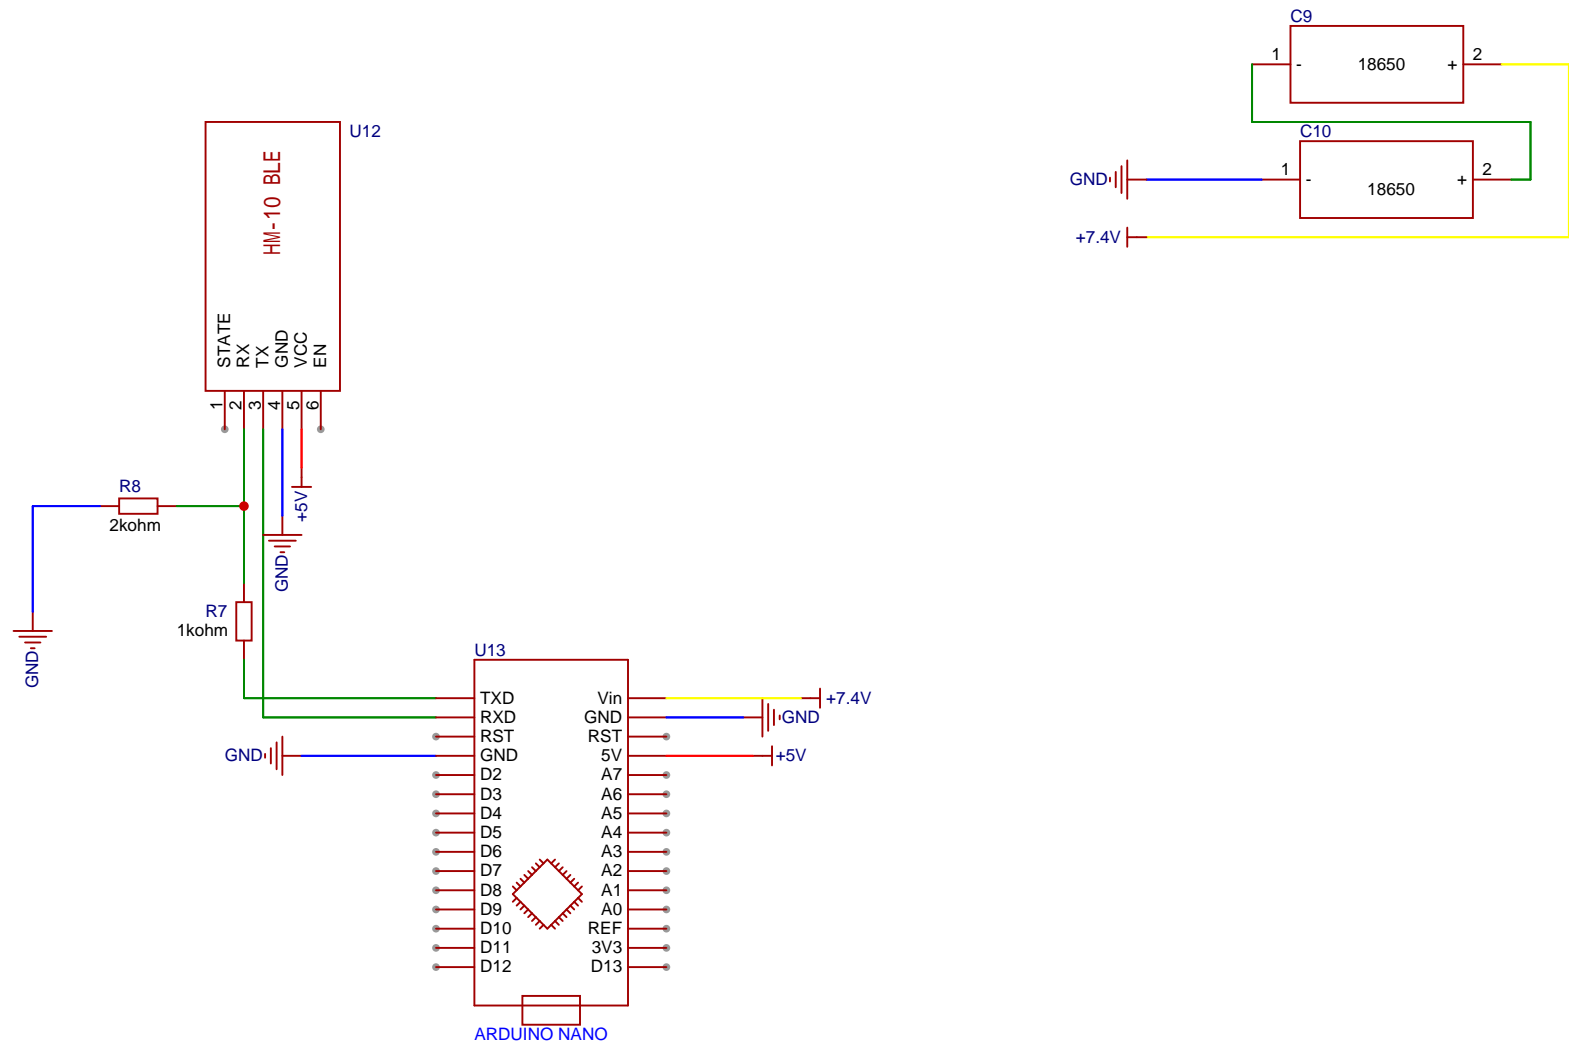 C9
1 - 18650 + 2
C10
GND 1 - 18650 + 2
+7.4V
U12
HM-10 BLE
STATE
RX
TX
GND
VCC
EN
1
2
3
4
5
6
R8
2kohm
+5V
GND
R7
1kohm
GND
U13
TXD Vin +7.4V
RXD GND GND
RST RST
GND GND 5V +5V
D2 A7
D3 A6
D4 A5
D5 A4
D6 A3
D7 A2
D8 A1
D9 A0
D10 REF
D11 3V3
D12 D13
ARDUINO NANO